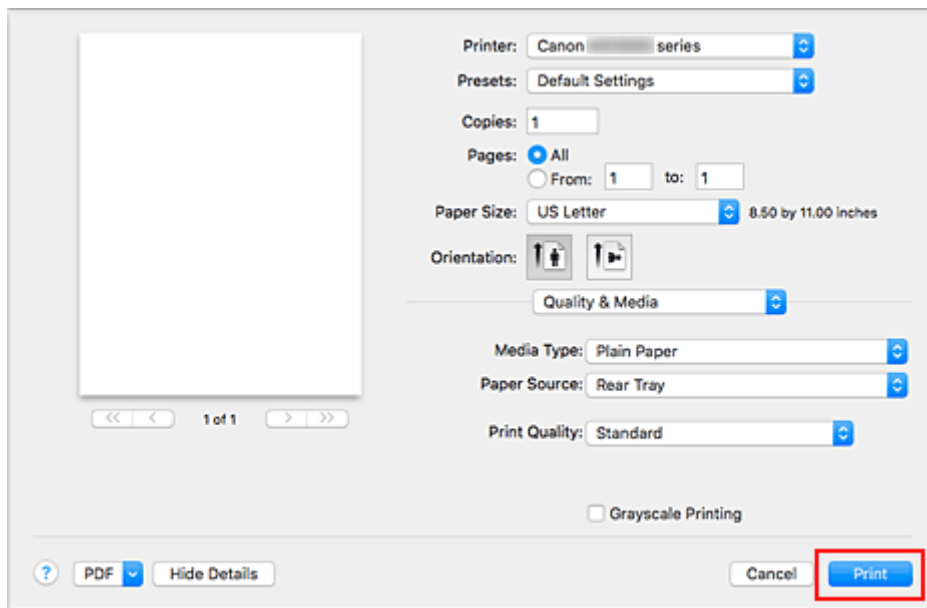 Printer: Canon series
Presets: Default Settings
Copies: 1
Pages: All
From: 1 to: 1
Paper Size: US Letter 8.50 by 11.00 inches
Orientation:
Quality & Media
Media Type: Plain Paper
Paper Source: Rear Tray
<< < 1 of 1 > >>
Print Quality: Standard
Grayscale Printing
? PDF Hide Details Cancel Print